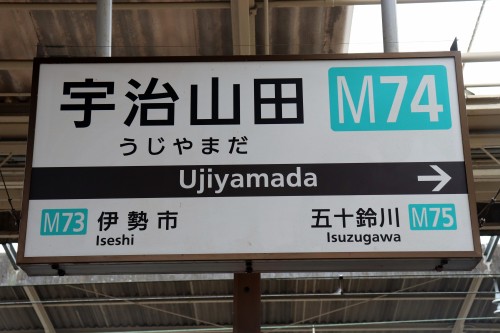 宇治山田 M74
うじやまだ
Ujiyamada →
M73 伊勢市 五十鈴川 M75
Iseshi Isuzugawa